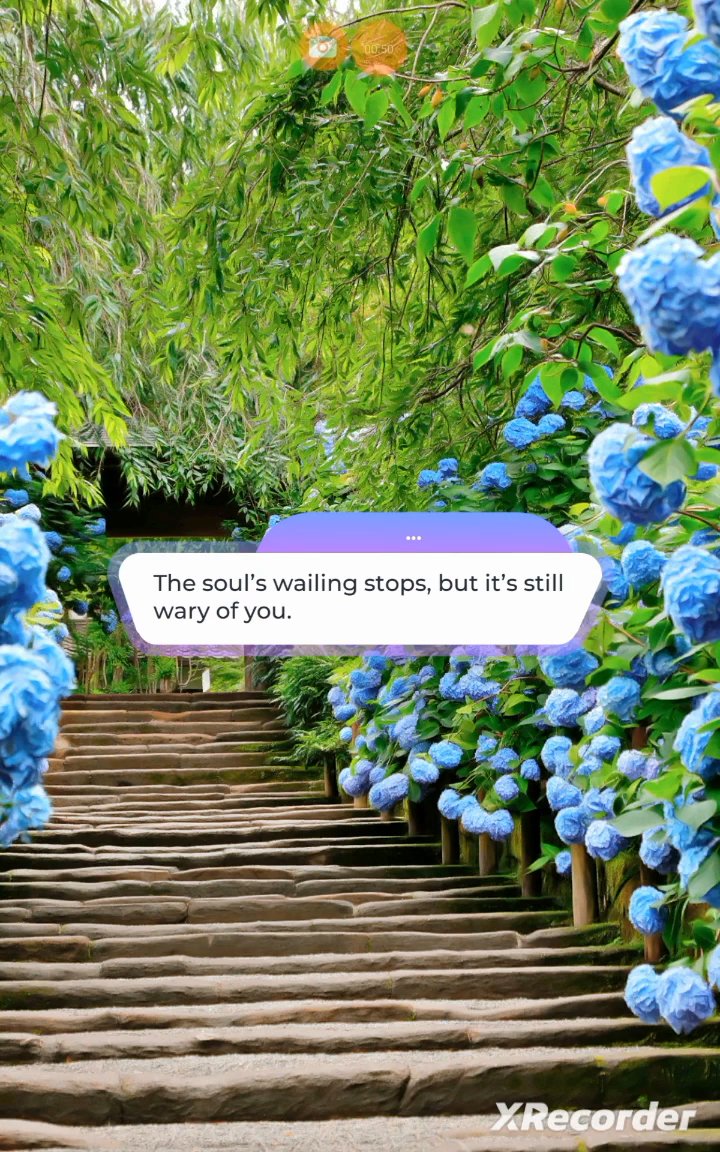 00:50
...
The soul's wailing stops, but it's still
wary of you.
XRecorder